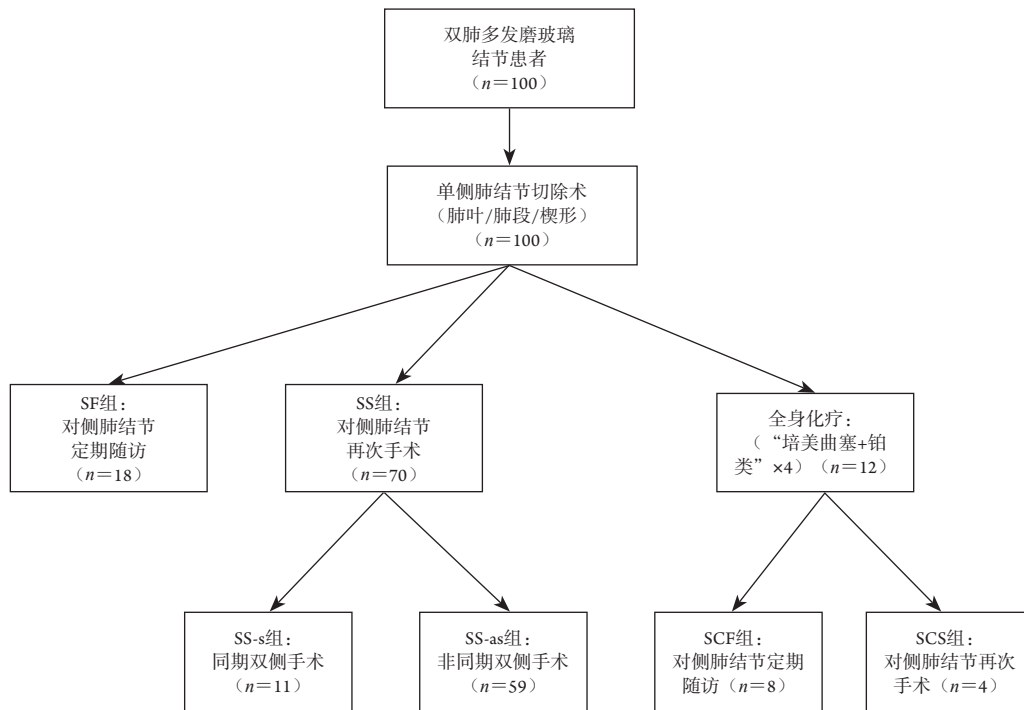 双肺多发磨玻璃
结节患者
（n＝100）
单侧肺结节切除术
（肺叶/肺段/楔形）
（n＝100）
SF组：
对侧肺结节
定期随访
（n＝18）
SS组：
对侧肺结节
再次手术
（n＝70）
全身化疗：
（“培美曲塞+铂
类”×4）（n＝12）
SS-s组：
同期双侧手术
（n＝11）
SS-as组：
非同期双侧手术
（n＝59）
SCF组：
对侧肺结节定期
随访（n＝8）
SCS组：
对侧肺结节再次
手术（n＝4）